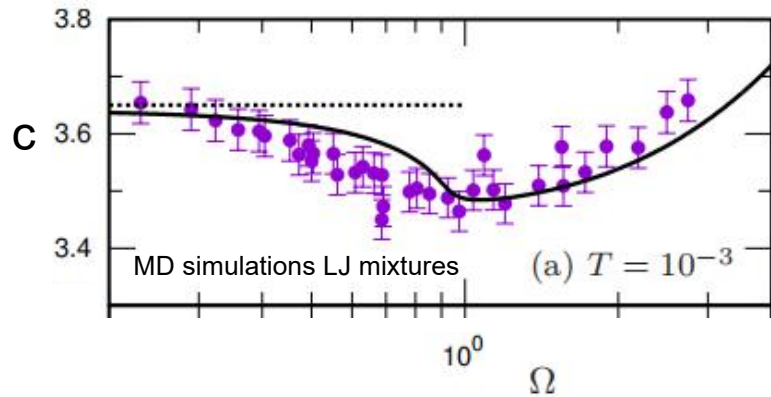 3.8
3.6
3.4
C
MD simulations LJ mixtures
(a) T = 10⁻³
10⁰
Ω